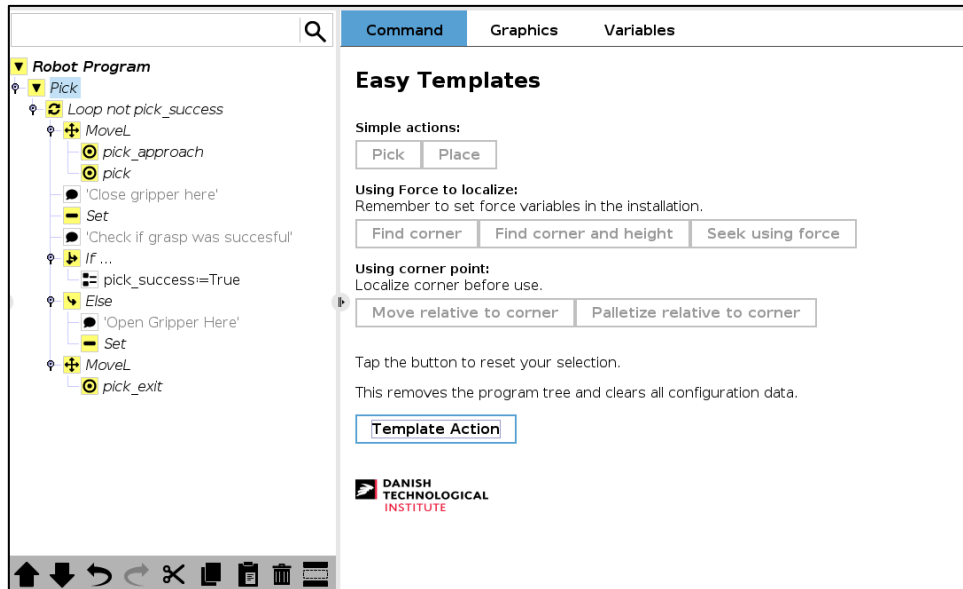 Robot Program
Pick
Loop not pick_success
MoveL
pick_approach
pick
'Close gripper here'
Set
'Check if grasp was succesful'
If ...
pick_success:=True
Else
'Open Gripper Here'
Set
MoveL
pick_exit
Command Graphics Variables
Easy Templates
Simple actions:
Pick Place
Using Force to localize:
Remember to set force variables in the installation.
Find corner Find corner and height Seek using force
Using corner point:
Localize corner before use.
Move relative to corner Palletize relative to corner
Tap the button to reset your selection.
This removes the program tree and clears all configuration data.
Template Action
DANISH
TECHNOLOGICAL
INSTITUTE